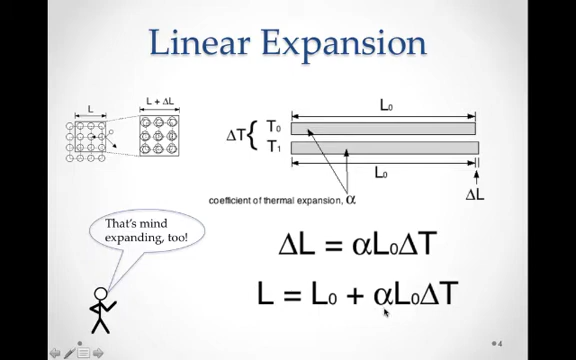 Linear Expansion
L
L + ΔL
L₀
ΔT { T₀
T₁
L₀
ΔL
coefficient of thermal expansion, α
That's mind
expanding, too!
ΔL = αL₀ΔT
L = L₀ + αL₀ΔT
4